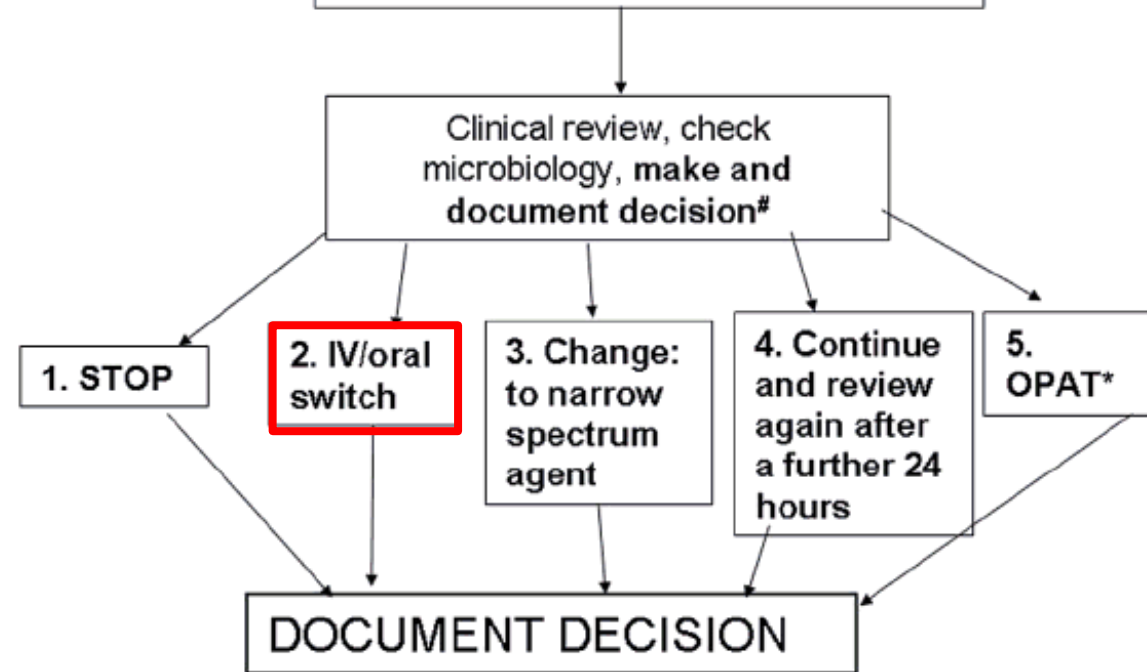 Clinical review, check
microbiology, make and
document decision#
1. STOP
2. IV/oral
switch
3. Change:
to narrow
spectrum
agent
4. Continue
and review
again after
a further 24
hours
5.
OPAT*
DOCUMENT DECISION